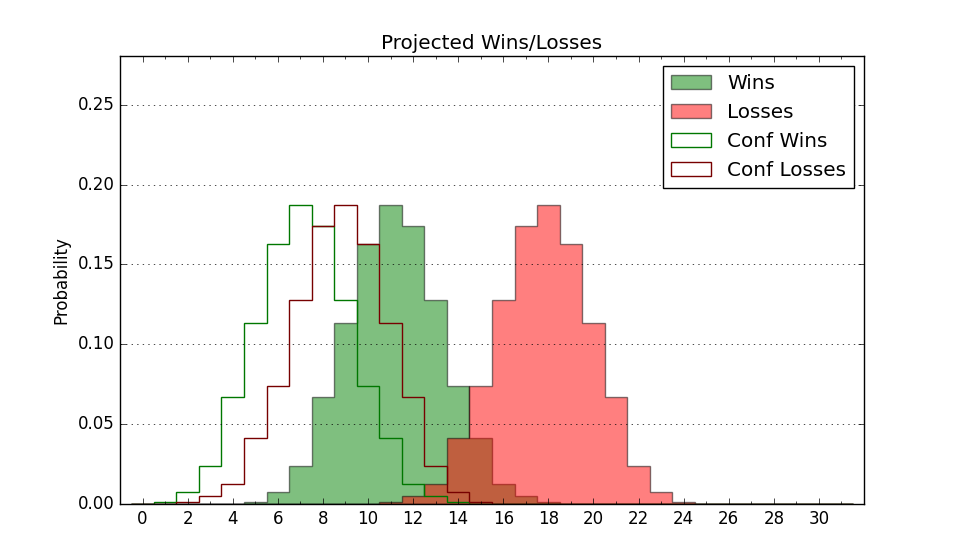 Projected Wins/Losses
Wins
Losses
Conf Wins
Conf Losses
0.25
0.20
0.15
0.10
0.05
0.00
Probability
0 2 4 6 8 10 12 14 16 18 20 22 24 26 28 30